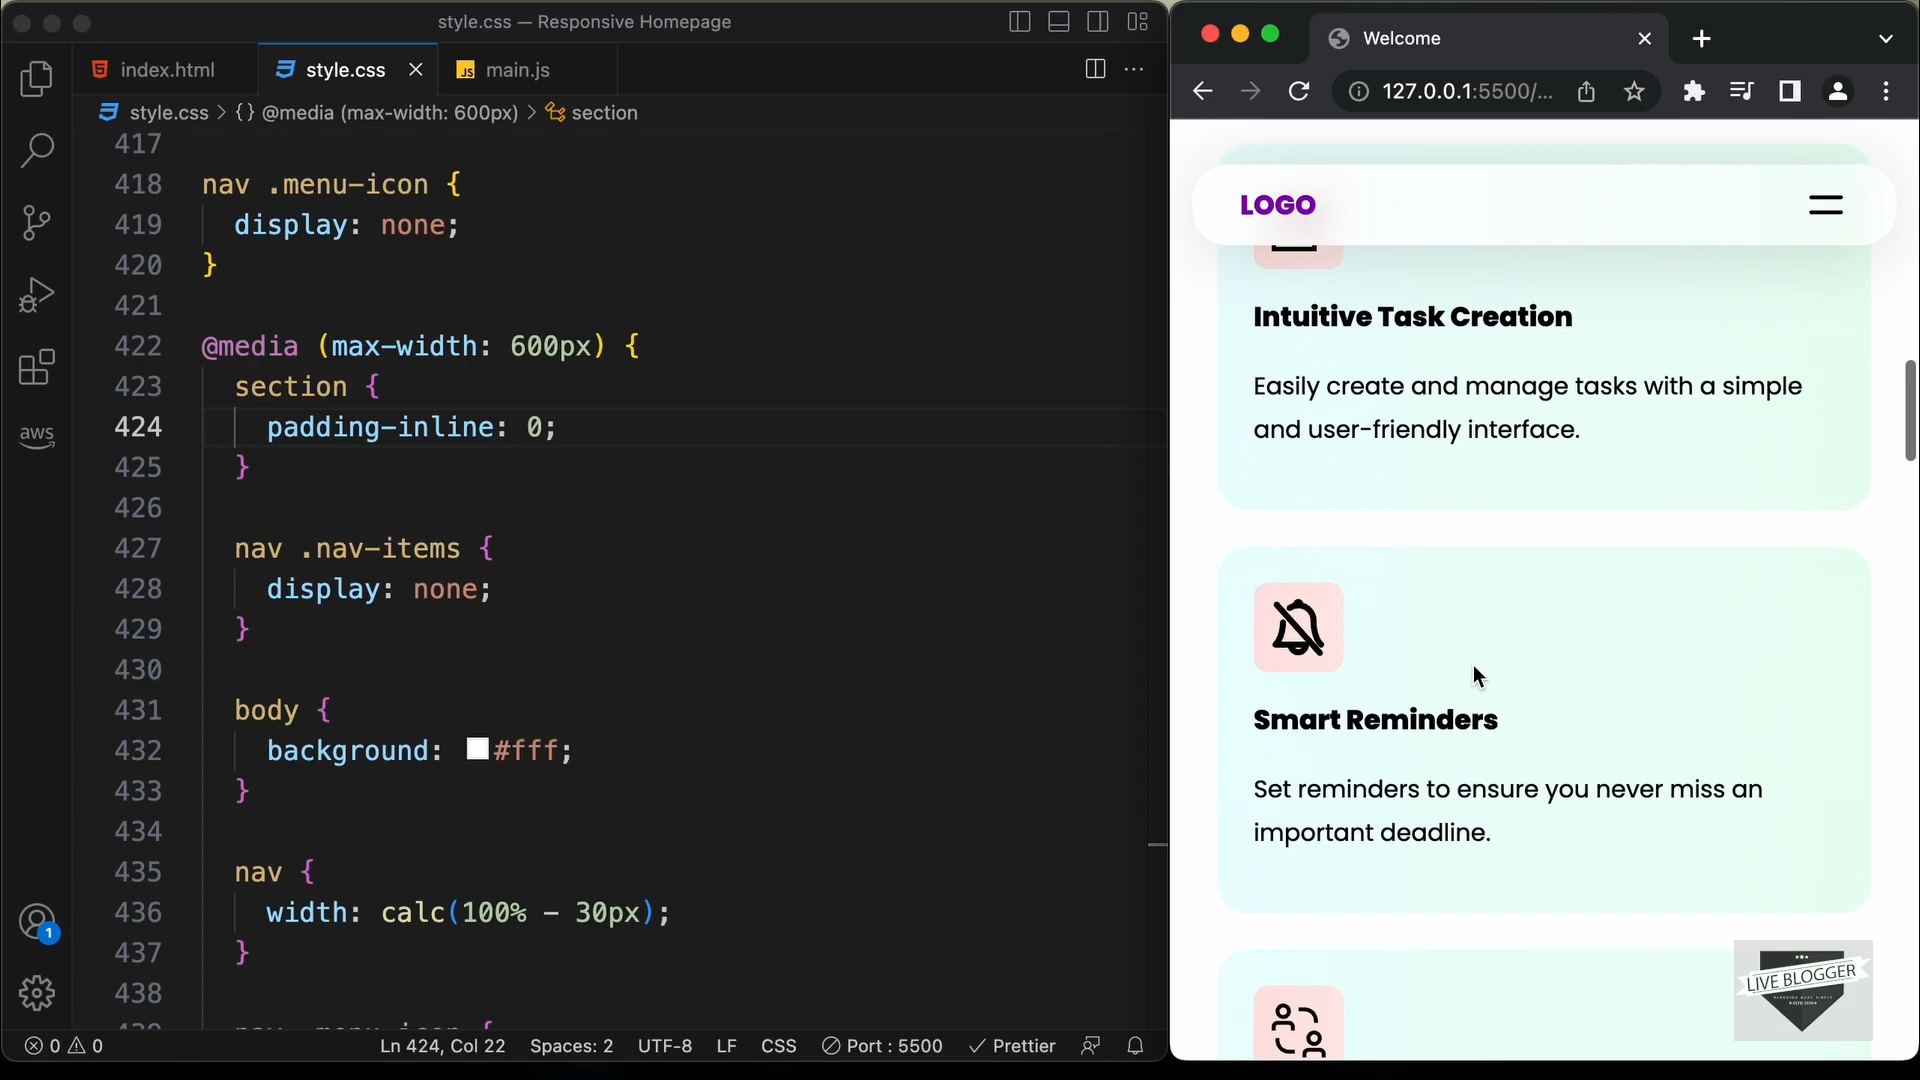 style.css — Responsive Homepage
index.html
style.css
main.js
style.css > {} @media (max-width: 600px) > section
417
418 nav .menu-icon {
419 display: none;
420 }
421
422 @media (max-width: 600px) {
423 section {
424 padding-inline: 0;
425 }
426
427 nav .nav-items {
428 display: none;
429 }
430
431 body {
432 background: #fff;
433 }
434
435 nav {
436 width: calc(100% - 30px);
437 }
438
aws
1
0 0
Ln 424, Col 22
Spaces: 2
UTF-8
LF
CSS
Port : 5500
Prettier
Welcome
127.0.0.1:5500/...
LOGO
Intuitive Task Creation
Easily create and manage tasks with a simple
and user-friendly interface.
Smart Reminders
Set reminders to ensure you never miss an
important deadline.
LIVE BLOGGER